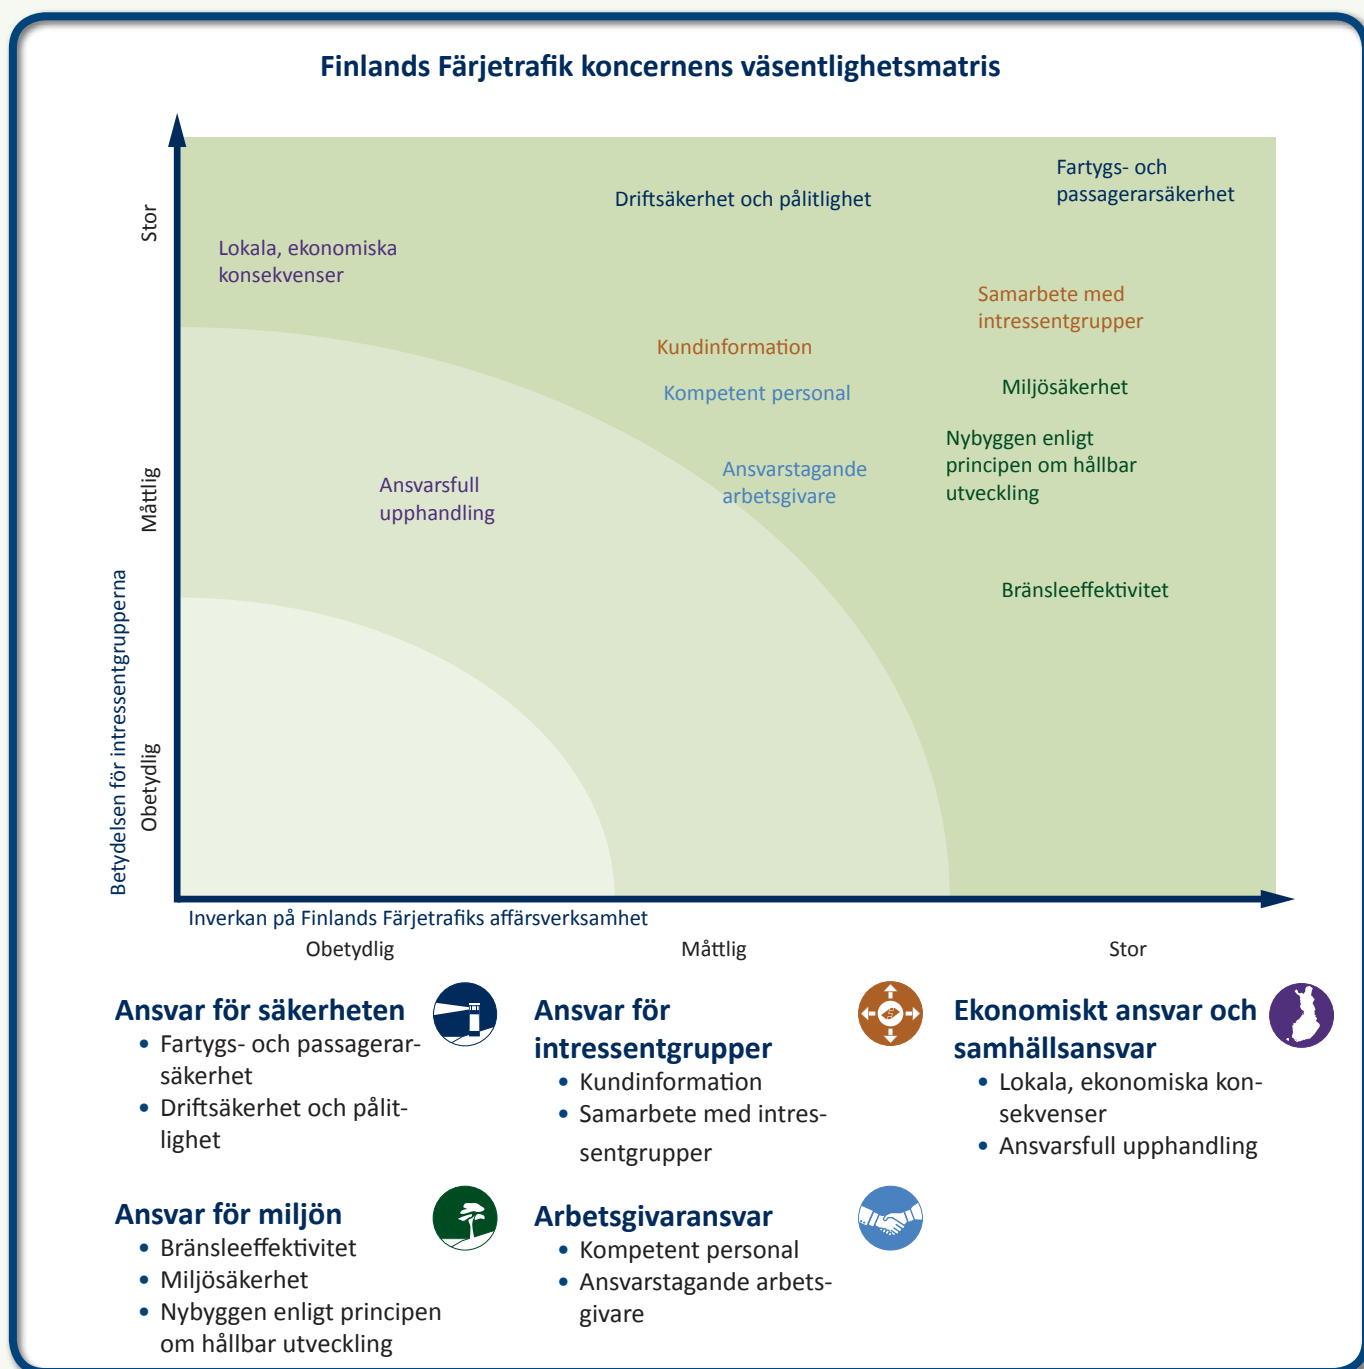 Finlands Färjetrafik koncernens väsentlighetsmatris
Fartygs- och
passagerarsäkerhet
Driftsäkerhet och pålitlighet
Lokala, ekonomiska
konsekvenser
Samarbete med
intressentgrupper
Kundinformation
Kompetent personal
Miljösäkerhet
Nybyggen enligt
principen om hållbar
utveckling
Ansvarstagande
arbetsgivare
Ansvarsfull
upphandling
Bränsleeffektivitet
Stor
Måttlig
Obetydlig
Betydelsen för intressentgrupperna
Inverkan på Finlands Färjetrafiks affärsverksamhet
Obetydlig
Måttlig
Stor
Ansvar för säkerheten
• Fartygs- och passagerar-
säkerhet
• Driftsäkerhet och pålit-
lighet
Ansvar för
intressentgrupper
• Kundinformation
• Samarbete med intres-
sentgrupper
Ekonomiskt ansvar och
samhällsansvar
• Lokala, ekonomiska kon-
sekvenser
• Ansvarsfull upphandling
Ansvar för miljön
• Bränsleeffektivitet
• Miljösäkerhet
• Nybyggen enligt principen
om hållbar utveckling
Arbetsgivaransvar
• Kompetent personal
• Ansvarstagande arbets-
givare